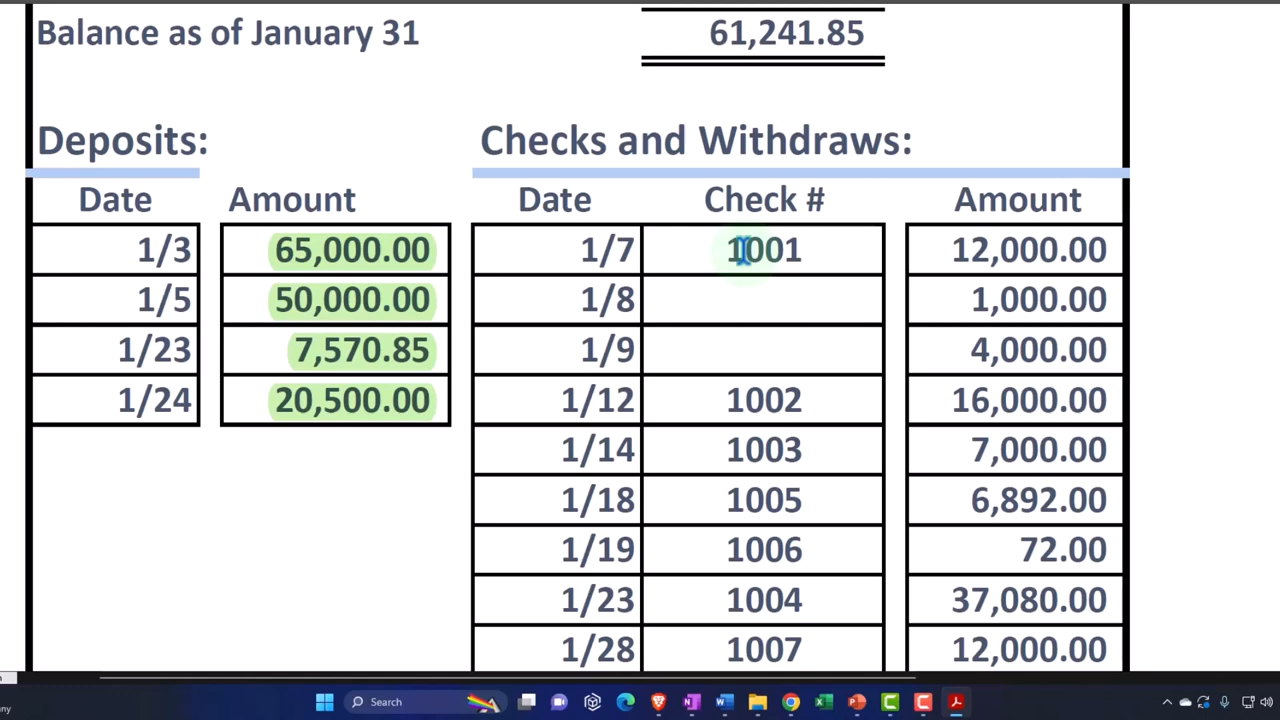 Balance as of January 31 61,241.85
Deposits: Checks and Withdraws:
Date Amount Date Check # Amount
1/3 65,000.00 1/7 1001 12,000.00
1/5 50,000.00 1/8 1,000.00
1/23 7,570.85 1/9 4,000.00
1/24 20,500.00 1/12 1002 16,000.00
1/14 1003 7,000.00
1/18 1005 6,892.00
1/19 1006 72.00
1/23 1004 37,080.00
1/28 1007 12,000.00
Search